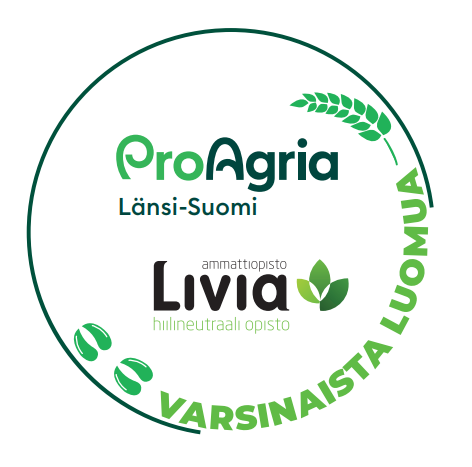 ProAgria
Länsi-Suomi
ammattiopisto
Livia
hiilineutraali opisto
VARSINAISTA LUOMUA